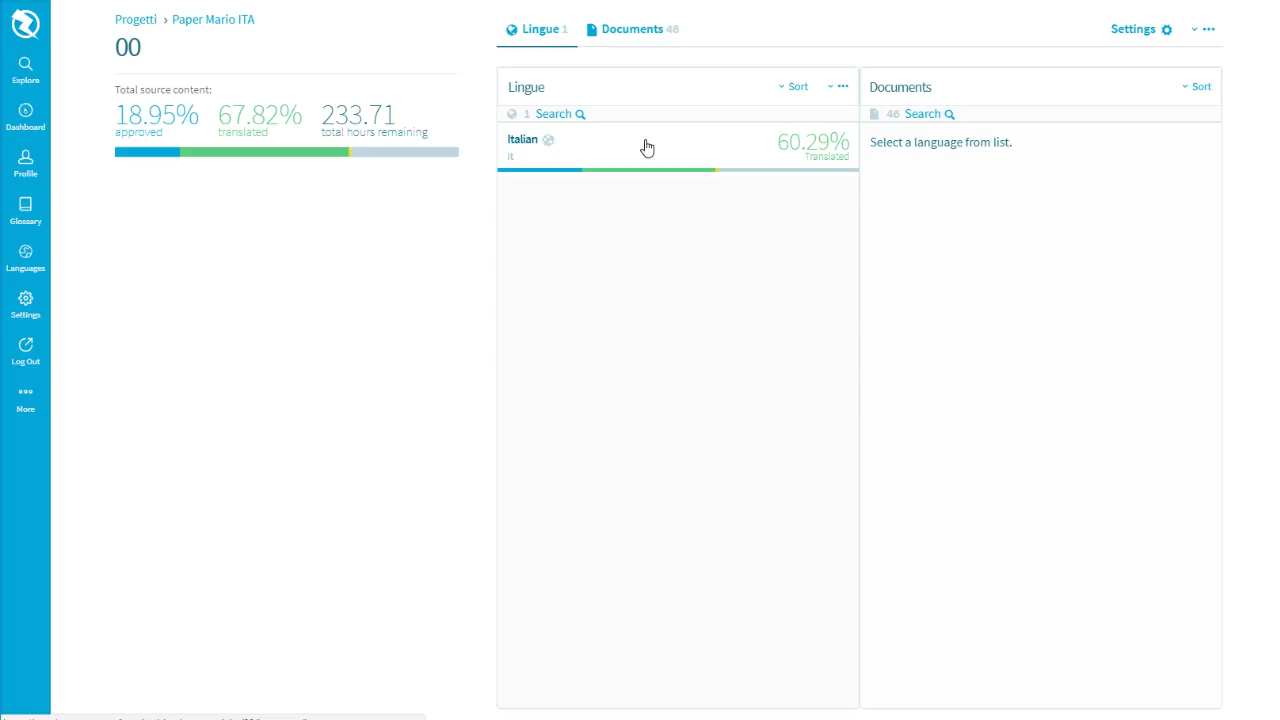 Explore
Dashboard
Profile
Glossary
Languages
Settings
Log Out
More
Progetti › Paper Mario ITA
00
Total source content:
18.95% 67.82% 233.71
approved translated total hours remaining
Lingue 1 Documents 46
Settings
Lingue
Sort
1 Search
Italian
it
60.29%
Translated
Documents
Sort
46 Search
Select a language from list.